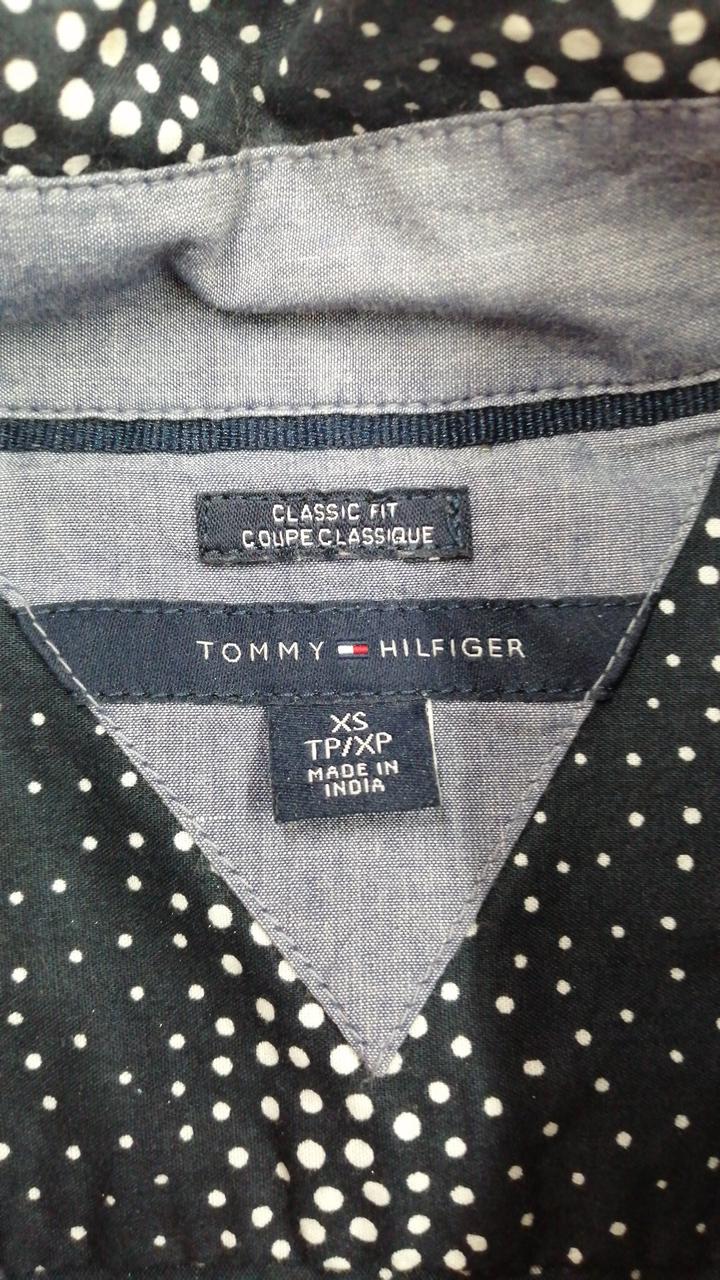 CLASSIC FIT
COUPE CLASSIQUE
TOMMY HILFIGER
XS
TP/XP
MADE IN
INDIA